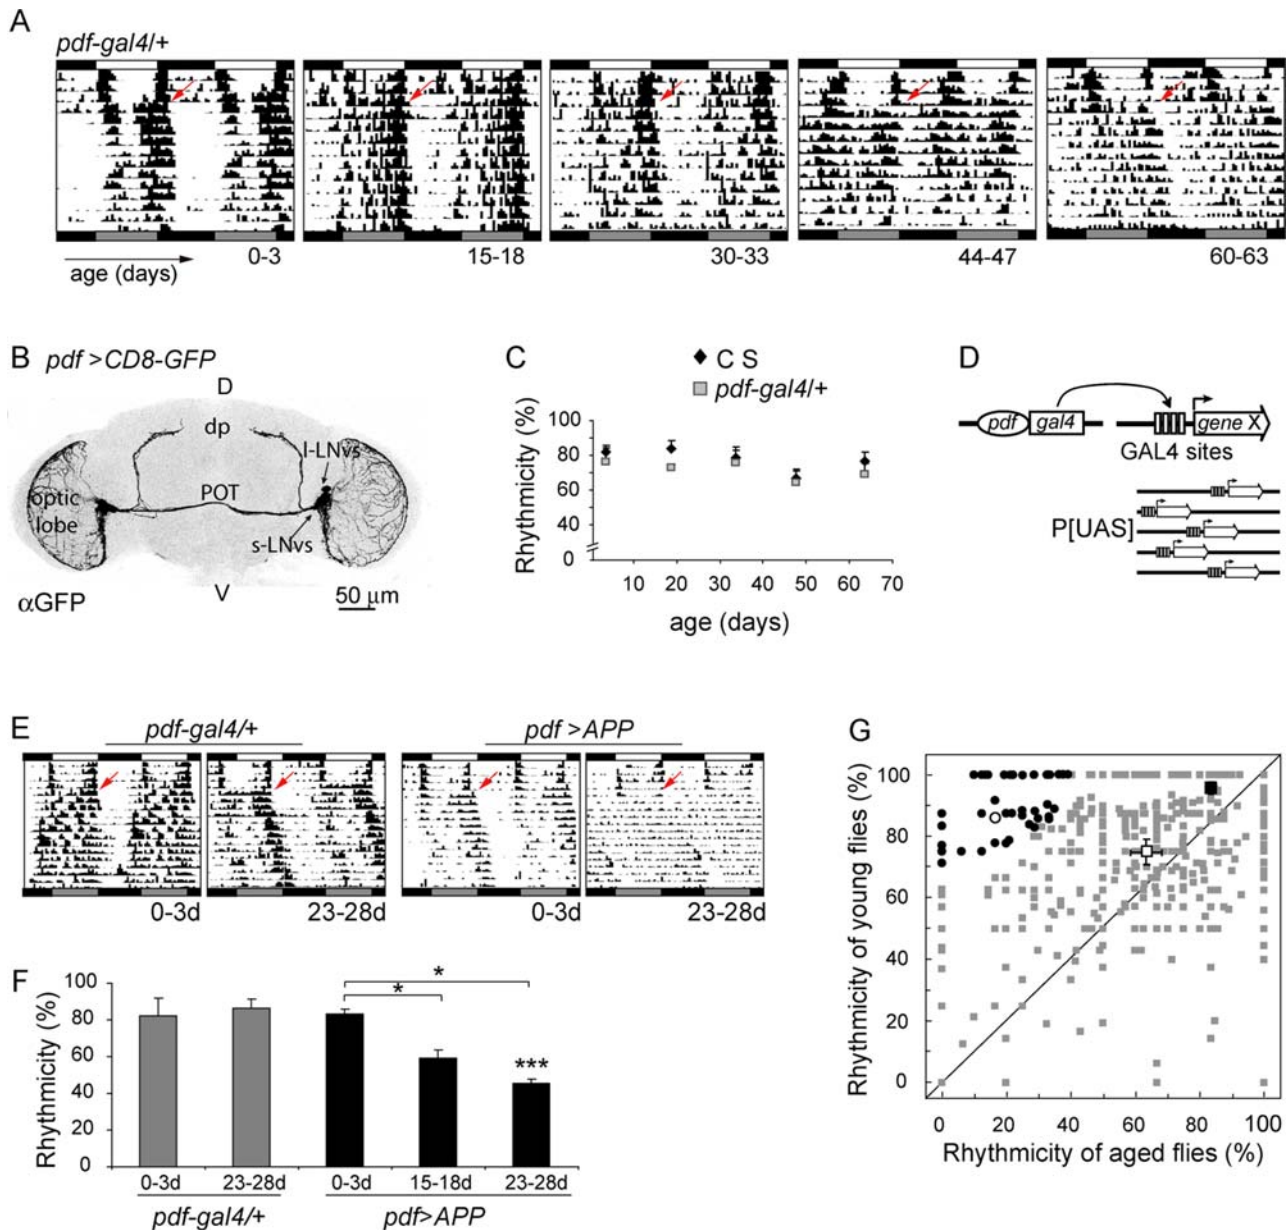 A
pdf-gal4/+
0-3
15-18
30-33
44-47
60-63
age (days)
B
pdf >CD8-GFP
D
dp
l-LNvs
POT
optic
lobe
s-LNvs
V
αGFP
50 µm
C
C S
pdf-gal4/+
Rhythmicity (%)
100
80
60
40
0
10 20 30 40 50 60 70
age (days)
D
pdf gal4
gene X
GAL4 sites
P[UAS]
E
pdf-gal4/+
pdf >APP
0-3d
23-28d
0-3d
23-28d
F
Rhythmicity (%)
100
80
60
40
20
0
*
*
***
0-3d 23-28d 0-3d 15-18d 23-28d
pdf-gal4/+
pdf>APP
G
Rhythmicity of young flies (%)
100
80
60
40
20
0
0 20 40 60 80 100
Rhythmicity of aged flies (%)